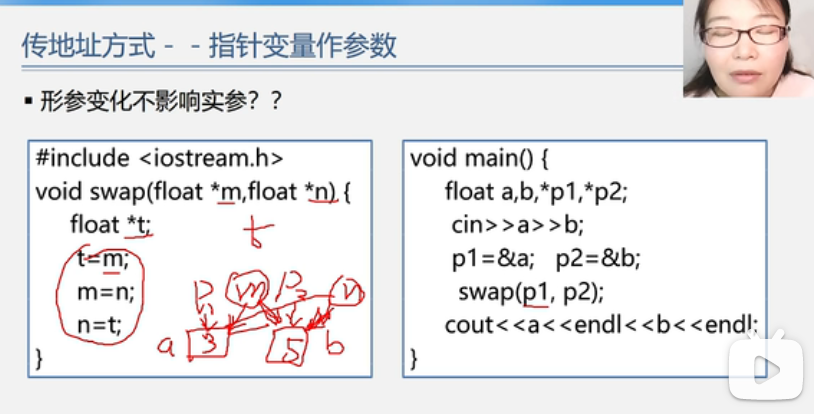 传地址方式－－指针变量作参数
▪ 形参变化不影响实参？？
#include <iostream.h>
void swap(float *m,float *n) {
float *t;
t=m;
m=n;
n=t;
}
t
p1 m p2 n
a 3 5 b
void main() {
float a,b,*p1,*p2;
cin>>a>>b;
p1=&a; p2=&b;
swap(p1, p2);
cout<<a<<endl<<b<<endl;
}